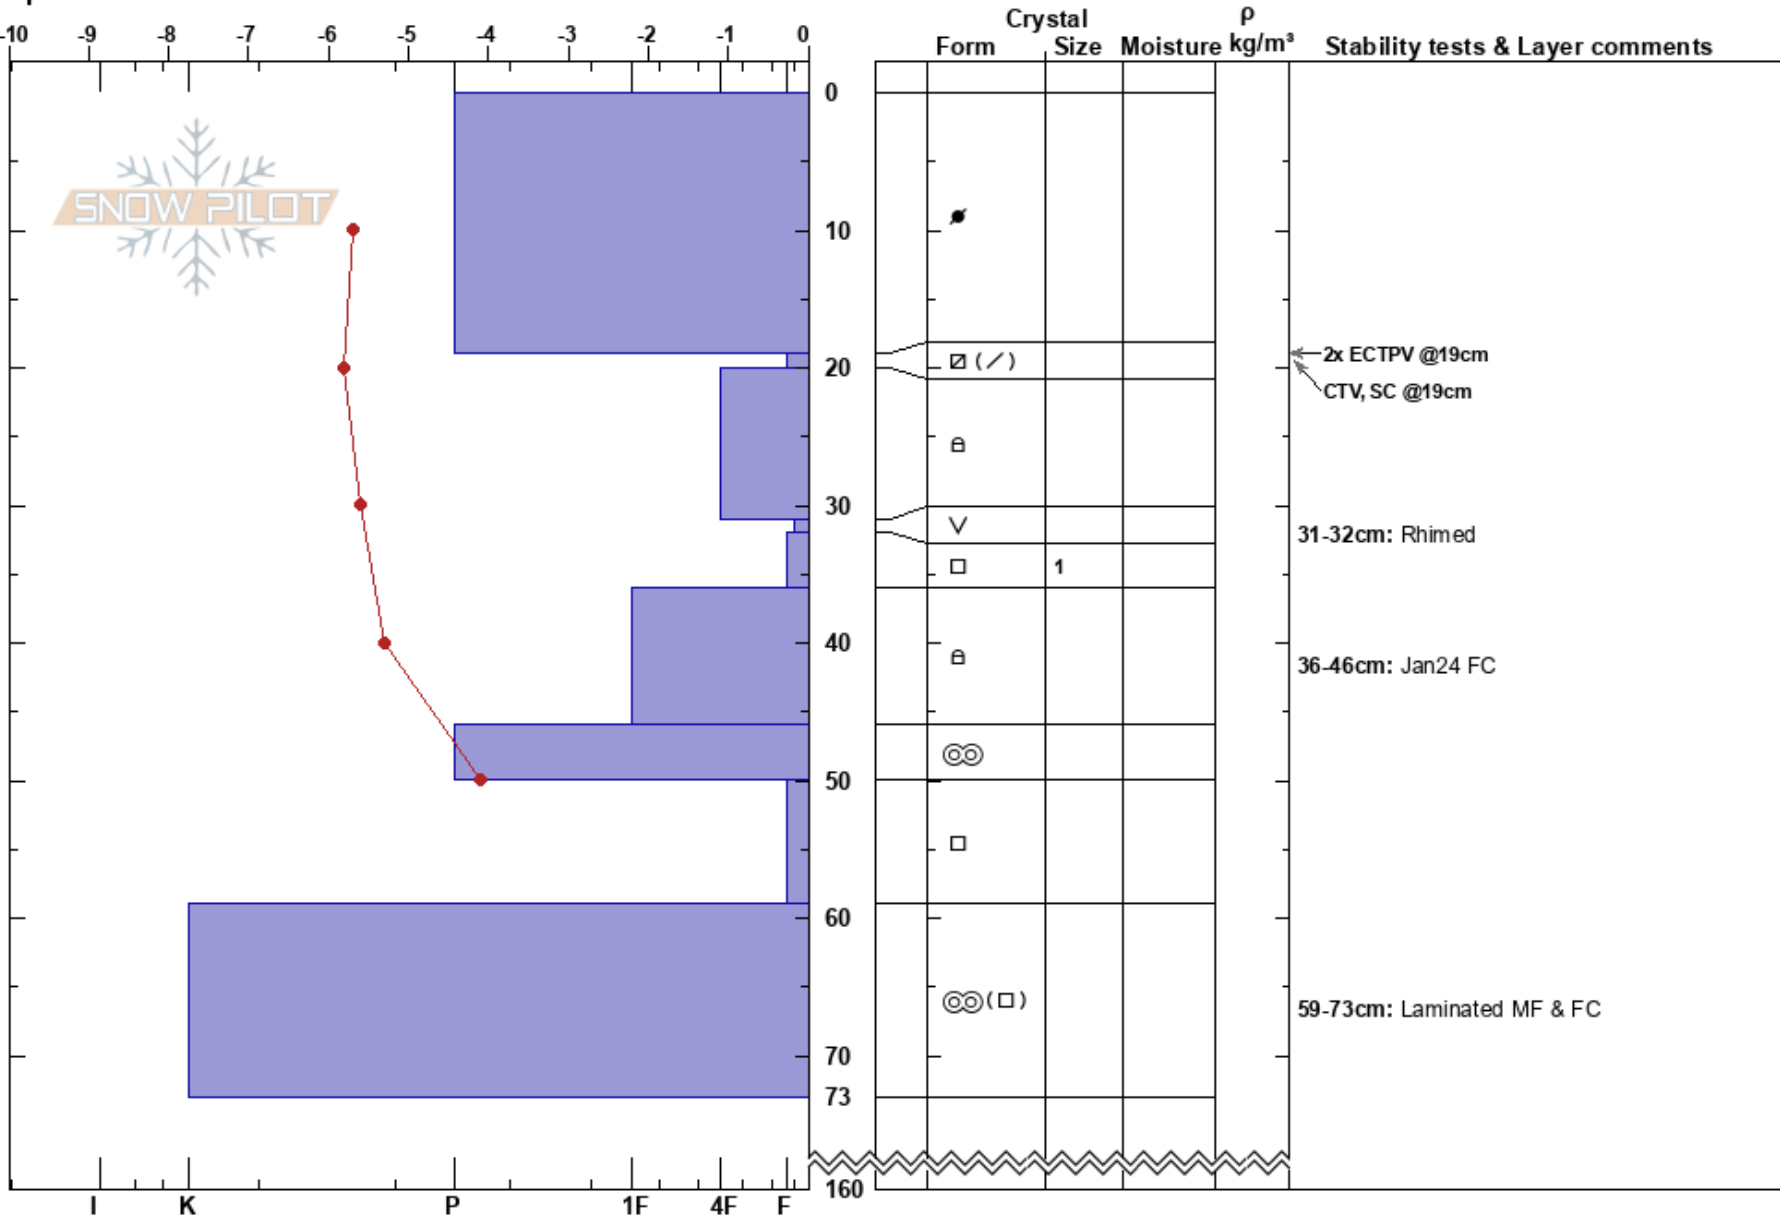 Crystal ρ
-10 -9 -8 -7 -6 -5 -4 -3 -2 -1 0 Form Size Moisture kg/m³ Stability tests & Layer comments
0
SNOW PILOT
10
2x ECTPV @19cm
20 (/)
CTV, SC @19cm
30
31-32cm: Rhimed
1
40
36-46cm: Jan24 FC
50
60
59-73cm: Laminated MF & FC
70
73
160
I K P 1F 4F F